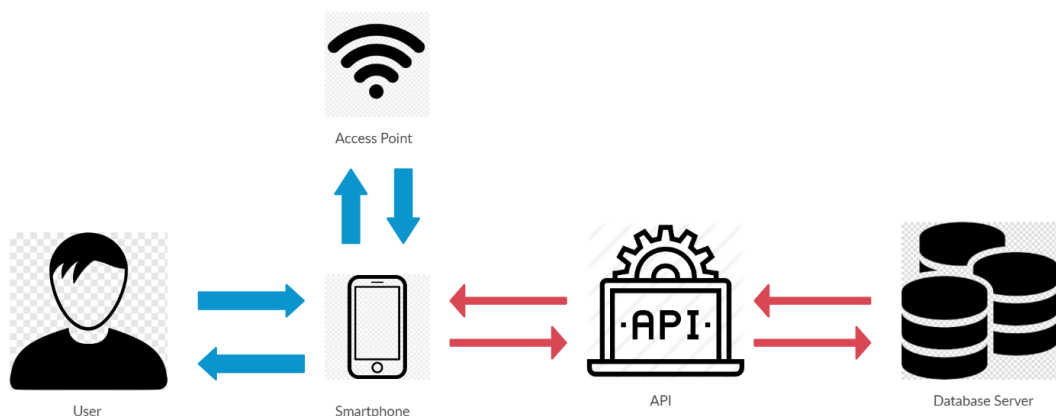 Access Point
·API·
User
Smartphone
API
Database Server